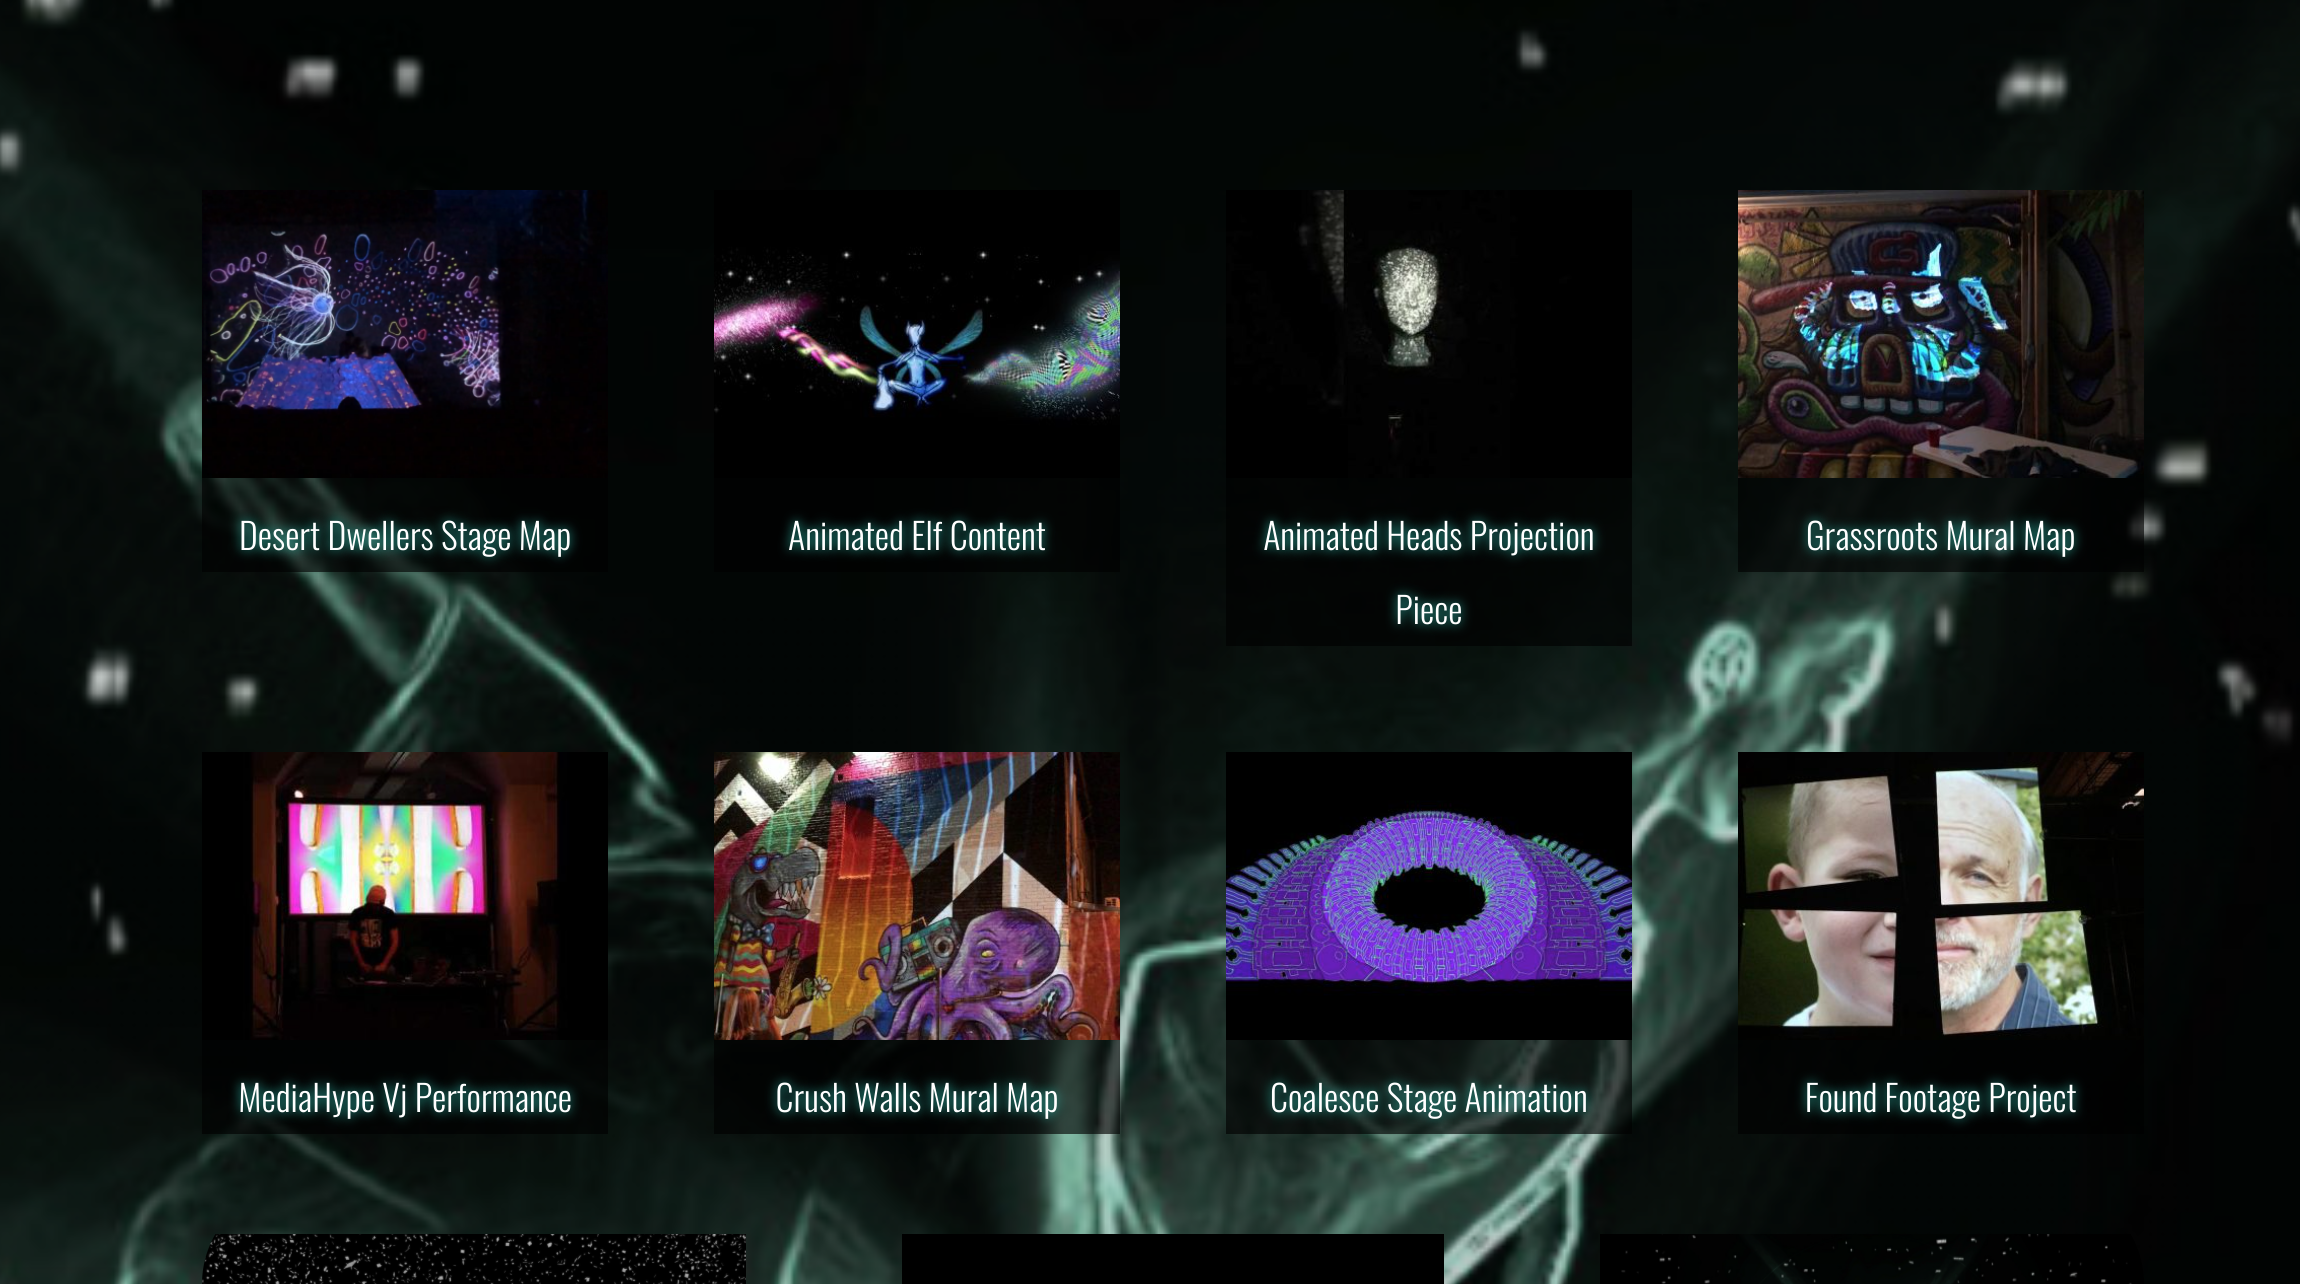 Desert Dwellers Stage Map
Animated Elf Content
Animated Heads Projection
Piece
Grassroots Mural Map
MediaHype Vj Performance
Crush Walls Mural Map
Coalesce Stage Animation
Found Footage Project